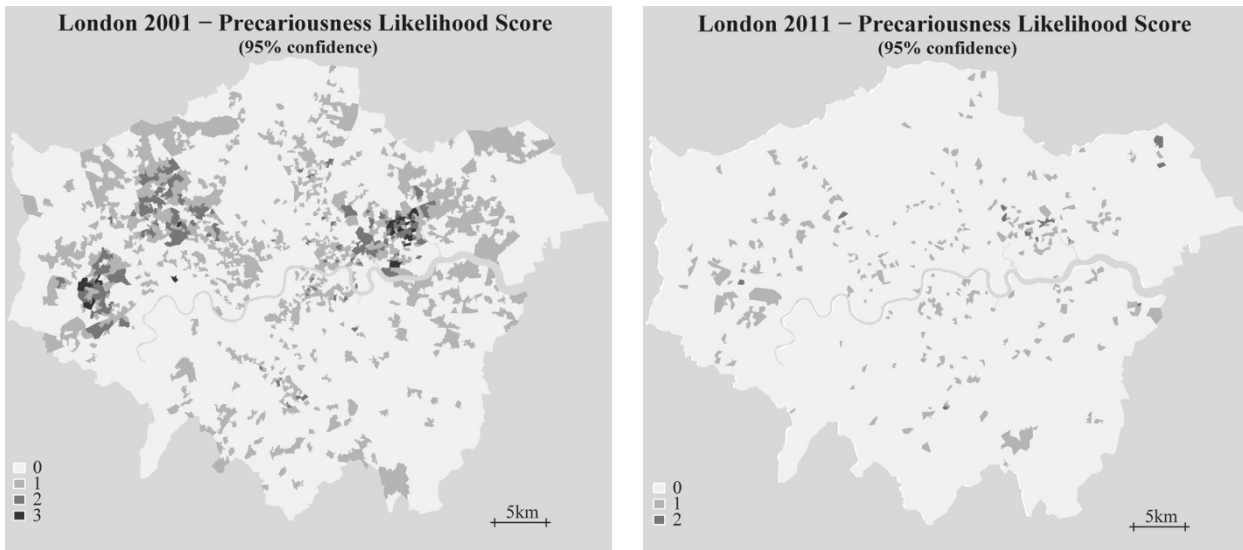 London 2001 − Precariousness Likelihood Score
(95% confidence)
0
1
2
3
5km
London 2011 − Precariousness Likelihood Score
(95% confidence)
0
1
2
5km